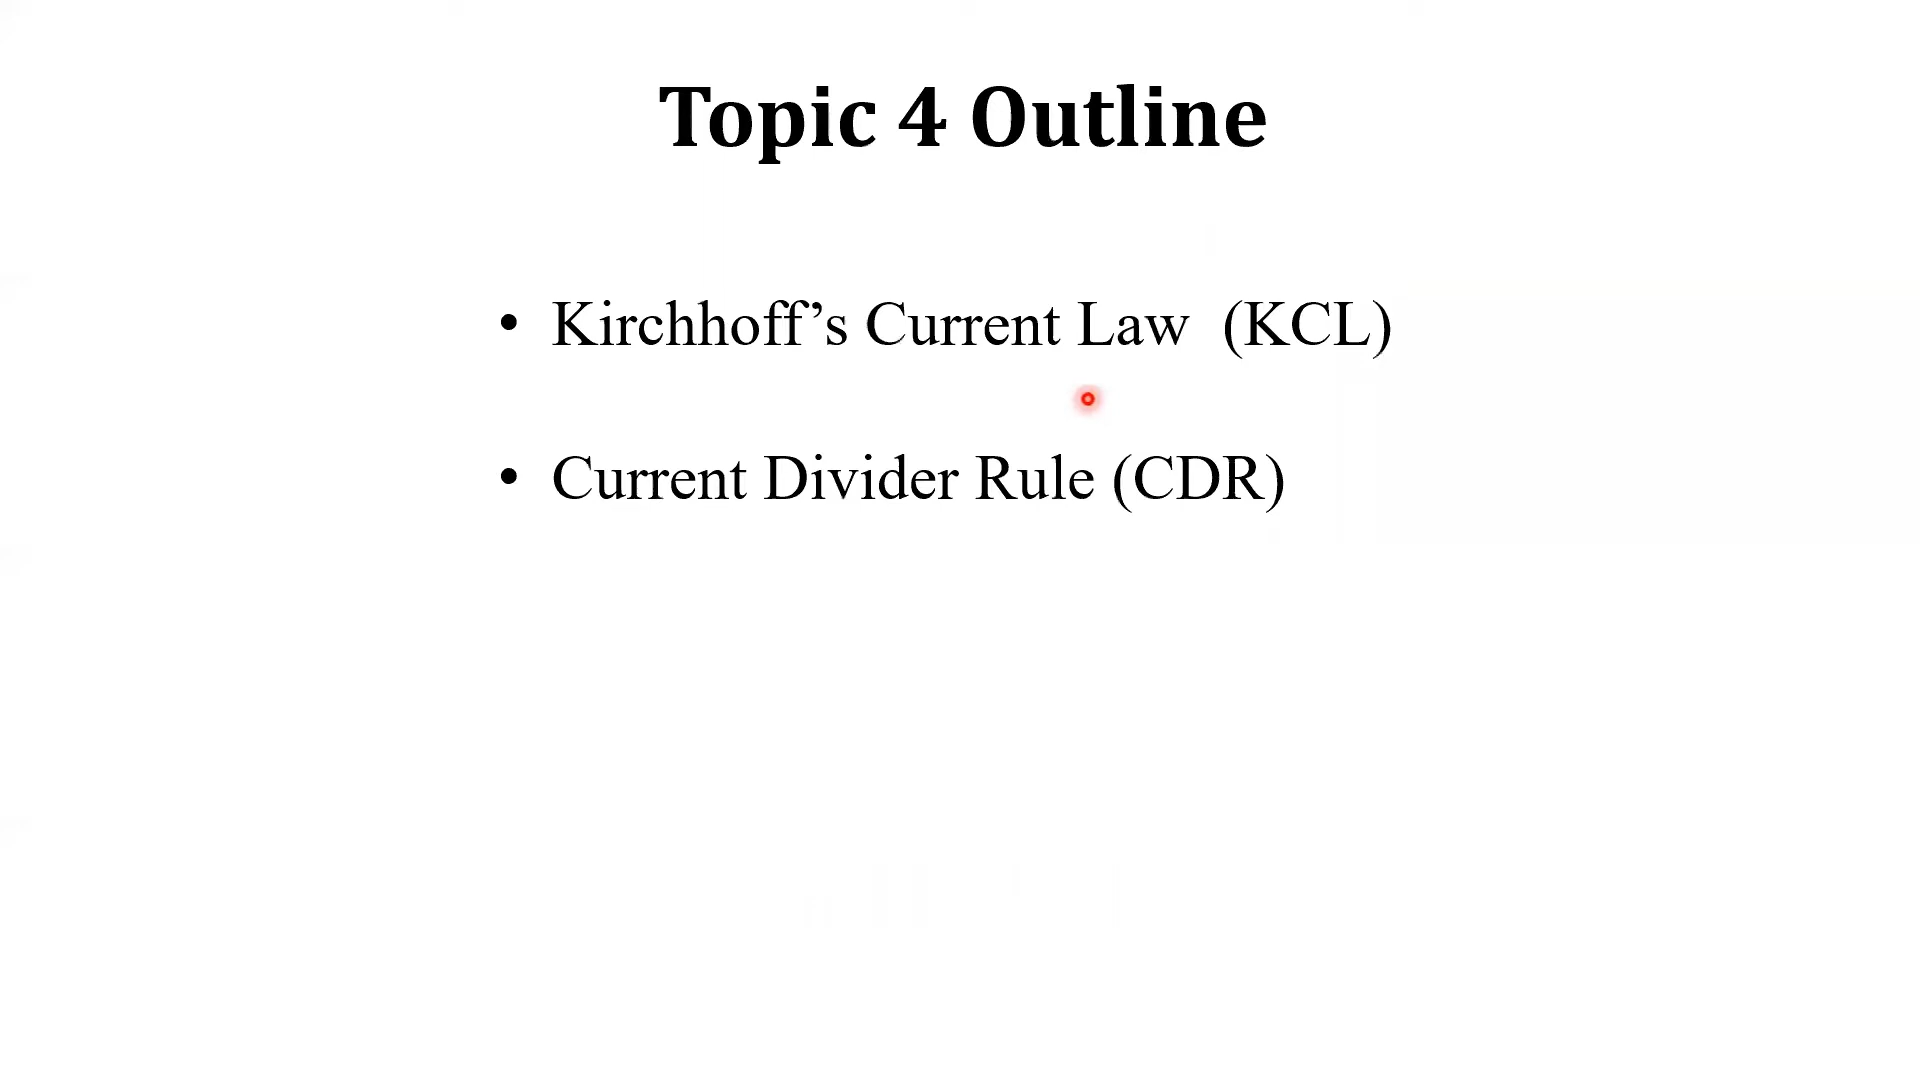 Topic 4 Outline
• Kirchhoff’s Current Law (KCL)
• Current Divider Rule (CDR)